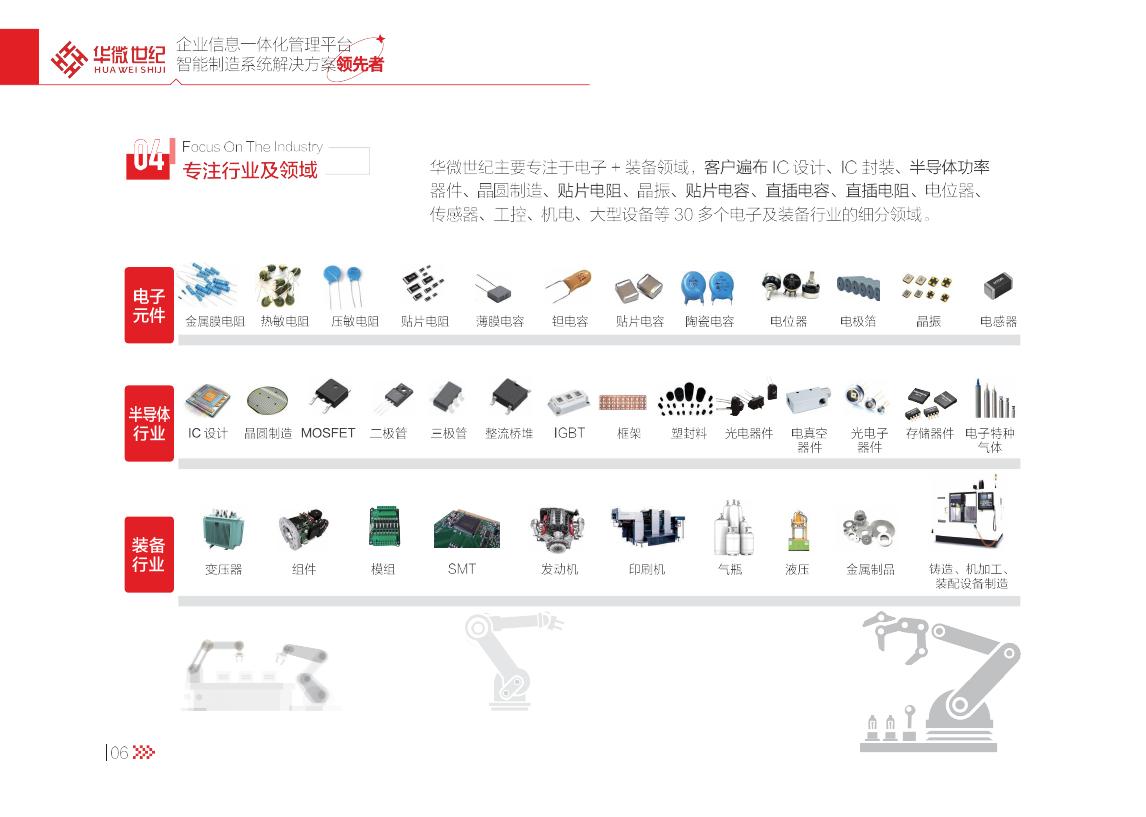 华微世纪
HUA WEI SHIJI
企业信息一体化管理平台
智能制造系统解决方案领先者
04
Focus On The Industry
专注行业及领域
华微世纪主要专注于电子 + 装备领域，客户遍布 IC 设计、IC 封装、半导体功率
器件、晶圆制造、贴片电阻、晶振、贴片电容、直插电容、直插电阻、电位器、
传感器、工控、机电、大型设备等 30 多个电子及装备行业的细分领域。
电子
元件
金属膜电阻 热敏电阻 压敏电阻 贴片电阻 薄膜电容 钽电容 贴片电容 陶瓷电容 电位器 电极箔 晶振 电感器
半导体
行业
IC 设计 晶圆制造 MOSFET 二极管 三极管 整流桥堆 IGBT 框架 塑封料 光电器件 电真空 光电子 存储器件 电子特种
器件 器件 气体
装备
行业
变压器 组件 模组 SMT 发动机 印刷机 气瓶 液压 金属制品 铸造、机加工、
装配设备制造
06